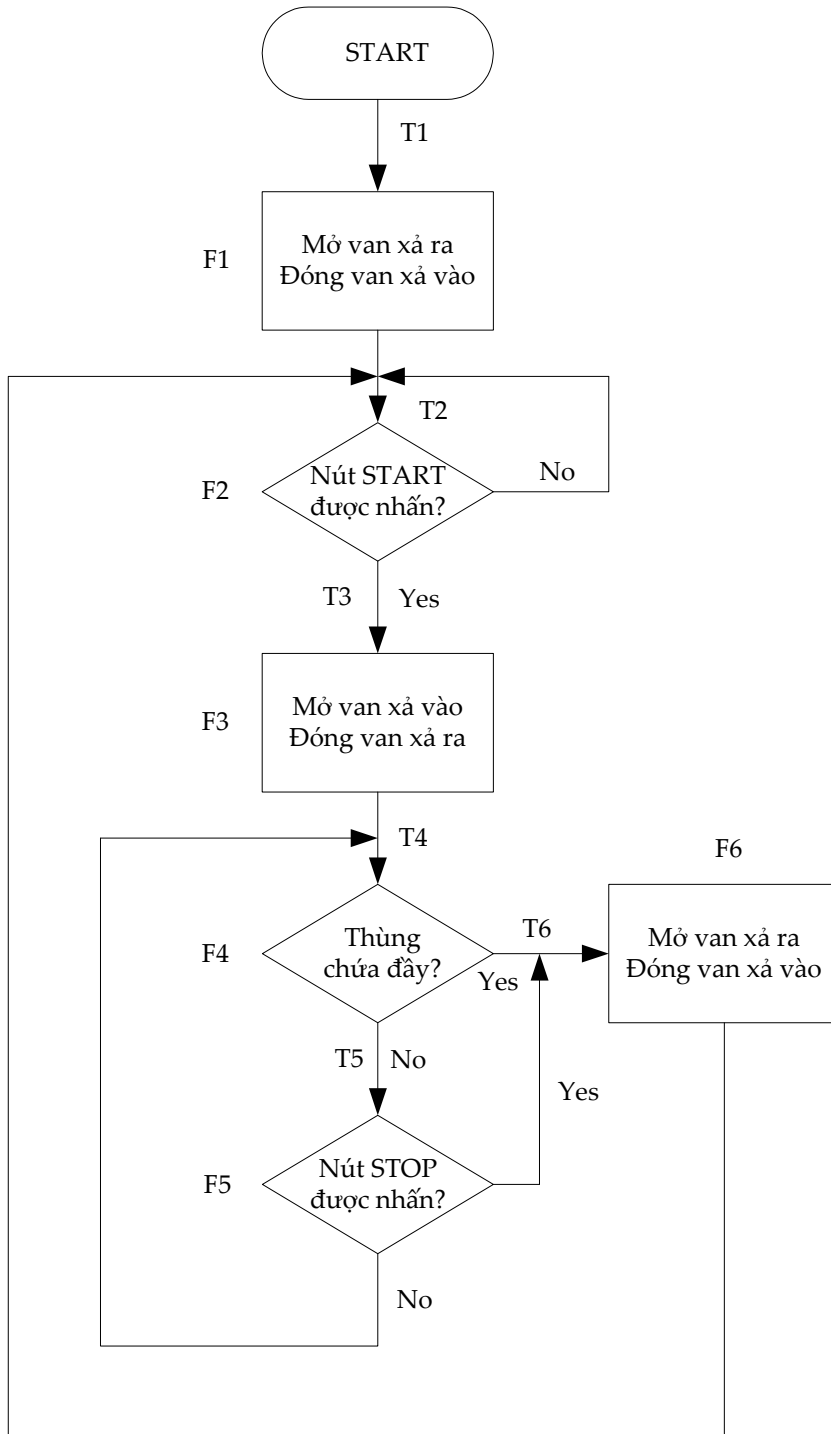 START
T1
F1
Mở van xả ra
Đóng van xả vào
T2
F2
Nút START
được nhấn?
No
T3
Yes
F3
Mở van xả vào
Đóng van xả ra
T4
F6
F4
Thùng
chứa đầy?
T6
Yes
Mở van xả ra
Đóng van xả vào
T5
No
Yes
F5
Nút STOP
được nhấn?
No